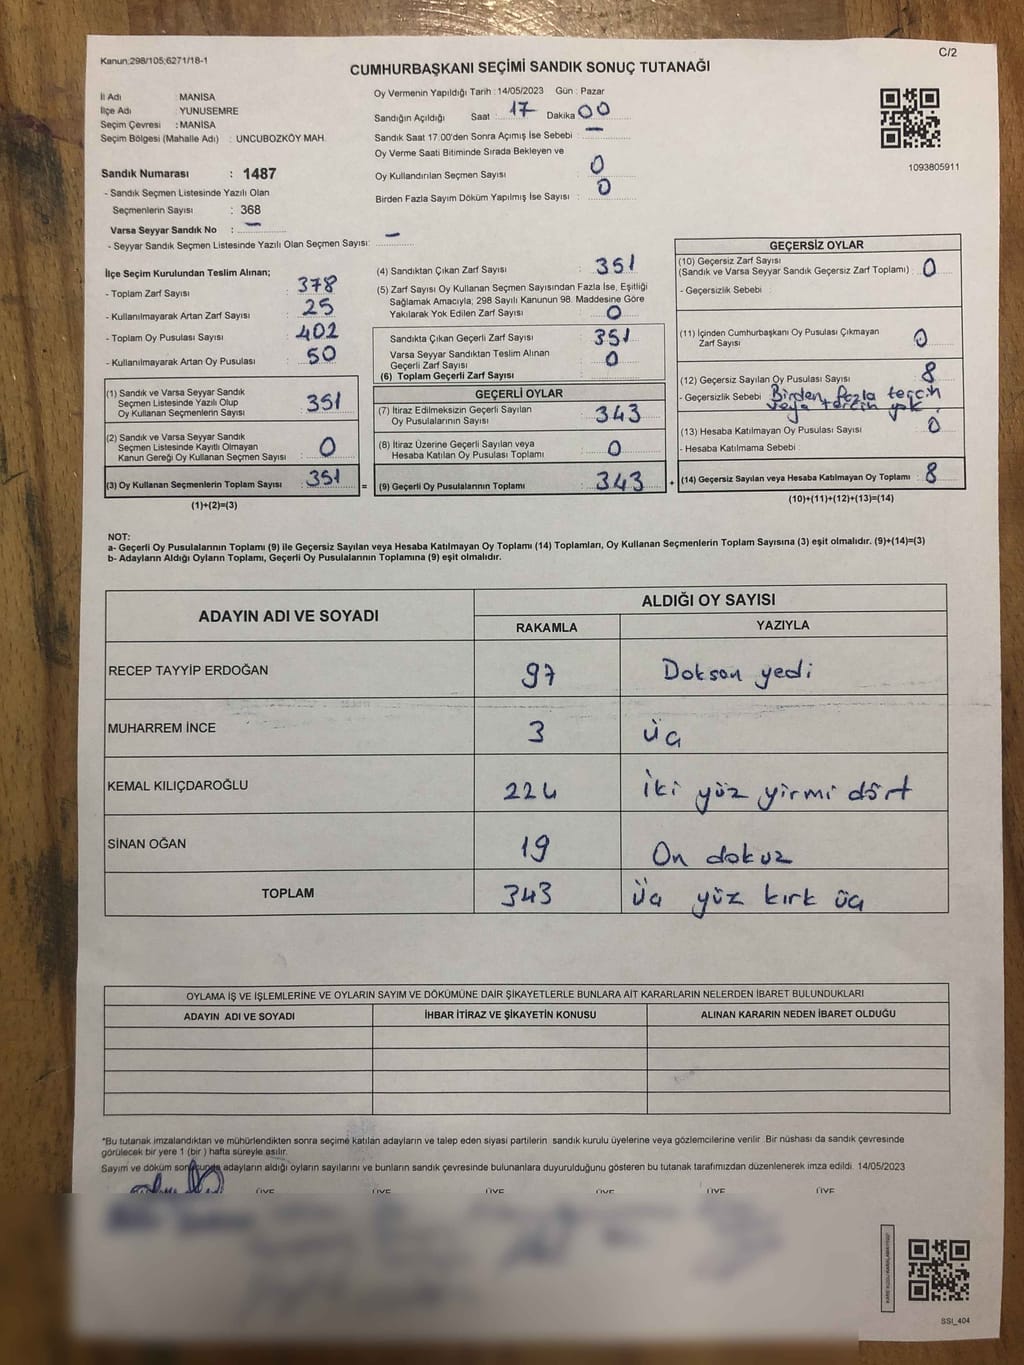 Kanun:298/105;6271/18-1
C/2
CUMHURBAŞKANI SEÇİMİ SANDIK SONUÇ TUTANAĞI
İl Adı : MANİSA
İlçe Adı : YUNUSEMRE
Seçim Çevresi : MANİSA
Seçim Bölgesi (Mahalle Adı) : UNCUBOZKÖY MAH.
Sandık Numarası : 1487
- Sandık Seçmen Listesinde Yazılı Olan
Seçmenlerin Sayısı : 368
Varsa Seyyar Sandık No : –
- Seyyar Sandık Seçmen Listesinde Yazılı Olan Seçmen Sayısı: –
Oy Vermenin Yapıldığı Tarih : 14/05/2023 Gün : Pazar
Sandığın Açıldığı Saat : 17 Dakika 00
Sandık Saat 17:00'den Sonra Açımış İse Sebebi : –
Oy Verme Saati Bitiminde Sırada Bekleyen ve
Oy Kullandırılan Seçmen Sayısı : 0
Birden Fazla Sayım Döküm Yapılmış İse Sayısı : 0
1093805911
İlçe Seçim Kurulundan Teslim Alınan;
- Toplam Zarf Sayısı : 378
- Kullanılmayarak Artan Zarf Sayısı : 25
- Toplam Oy Pusulası Sayısı : 402
- Kullanılmayarak Artan Oy Pusulası : 50
(1) Sandık ve Varsa Seyyar Sandık
Seçmen Listesinde Yazılı Olup
Oy Kullanan Seçmenlerin Sayısı : 351
(2) Sandık ve Varsa Seyyar Sandık
Seçmen Listesinde Kayıtlı Olmayan
Kanun Gereği Oy Kullanan Seçmen Sayısı : 0
(3) Oy Kullanan Seçmenlerin Toplam Sayısı : 351
(1)+(2)=(3)
(4) Sandıktan Çıkan Zarf Sayısı : 351
(5) Zarf Sayısı Oy Kullanan Seçmen Sayısından Fazla İse, Eşitliği
Sağlamak Amacıyla; 298 Sayılı Kanunun 98. Maddesine Göre
Yakılarak Yok Edilen Zarf Sayısı : 0
Sandıkta Çıkan Geçerli Zarf Sayısı : 351
Varsa Seyyar Sandıktan Teslim Alınan
Geçerli Zarf Sayısı : 0
(6) Toplam Geçerli Zarf Sayısı :
GEÇERLİ OYLAR
(7) İtiraz Edilmeksizin Geçerli Sayılan
Oy Pusulalarının Sayısı : 343
(8) İtiraz Üzerine Geçerli Sayılan veya
Hesaba Katılan Oy Pusulası Toplamı : 0
= (9) Geçerli Oy Pusulalarının Toplamı : 343
GEÇERSİZ OYLAR
(10) Geçersiz Zarf Sayısı
(Sandık ve Varsa Seyyar Sandık Geçersiz Zarf Toplamı) : 0
- Geçersizlik Sebebi :
(11) İçinden Cumhurbaşkanı Oy Pusulası Çıkmayan
Zarf Sayısı : 0
(12) Geçersiz Sayılan Oy Pusulası Sayısı : 8
- Geçersizlik Sebebi Birden fazla tercih
veya tercih yok
(13) Hesaba Katılmayan Oy Pusulası Sayısı : 0
- Hesaba Katılmama Sebebi :
+ (14) Geçersiz Sayılan veya Hesaba Katılmayan Oy Toplamı : 8
(10)+(11)+(12)+(13)=(14)
NOT:
a- Geçerli Oy Pusulalarının Toplamı (9) ile Geçersiz Sayılan veya Hesaba Katılmayan Oy Toplamı (14) Toplamları, Oy Kullanan Seçmenlerin Toplam Sayısına (3) eşit olmalıdır. (9)+(14)=(3)
b- Adayların Aldığı Oyların Toplamı, Geçerli Oy Pusulalarının Toplamına (9) eşit olmalıdır.
ADAYIN ADI VE SOYADI ALDIĞI OY SAYISI
RAKAMLA YAZIYLA
RECEP TAYYİP ERDOĞAN 97 Doksan yedi
MUHARREM İNCE 3 üç
KEMAL KILIÇDAROĞLU 224 iki yüz yirmi dört
SİNAN OĞAN 19 On dokuz
TOPLAM 343 üç yüz kırk üç
OYLAMA İŞ VE İŞLEMLERİNE VE OYLARIN SAYIM VE DÖKÜMÜNE DAİR ŞİKAYETLERLE BUNLARA AİT KARARLARIN NELERDEN İBARET BULUNDUKLARI
ADAYIN ADI VE SOYADI İHBAR İTİRAZ VE ŞİKAYETİN KONUSU ALINAN KARARIN NEDEN İBARET OLDUĞU
*Bu tutanak imzalandıktan ve mühürlendikten sonra seçime katılan adayların ve talep eden siyasi partilerin sandık kurulu üyelerine veya gözlemcilerine verilir. Bir nüshası da sandık çevresinde
görülecek bir yere 1 (bir) hafta süreyle asılır.
Sayım ve döküm sonucunda adayların aldığı oyların sayılarını ve bunların sandık çevresinde bulunanlara duyurulduğunu gösteren bu tutanak tarafımızdan düzenlenerek imza edildi. 14/05/2023
ÜYE ÜYE ÜYE ÜYE ÜYE ÜYE
SSI_404